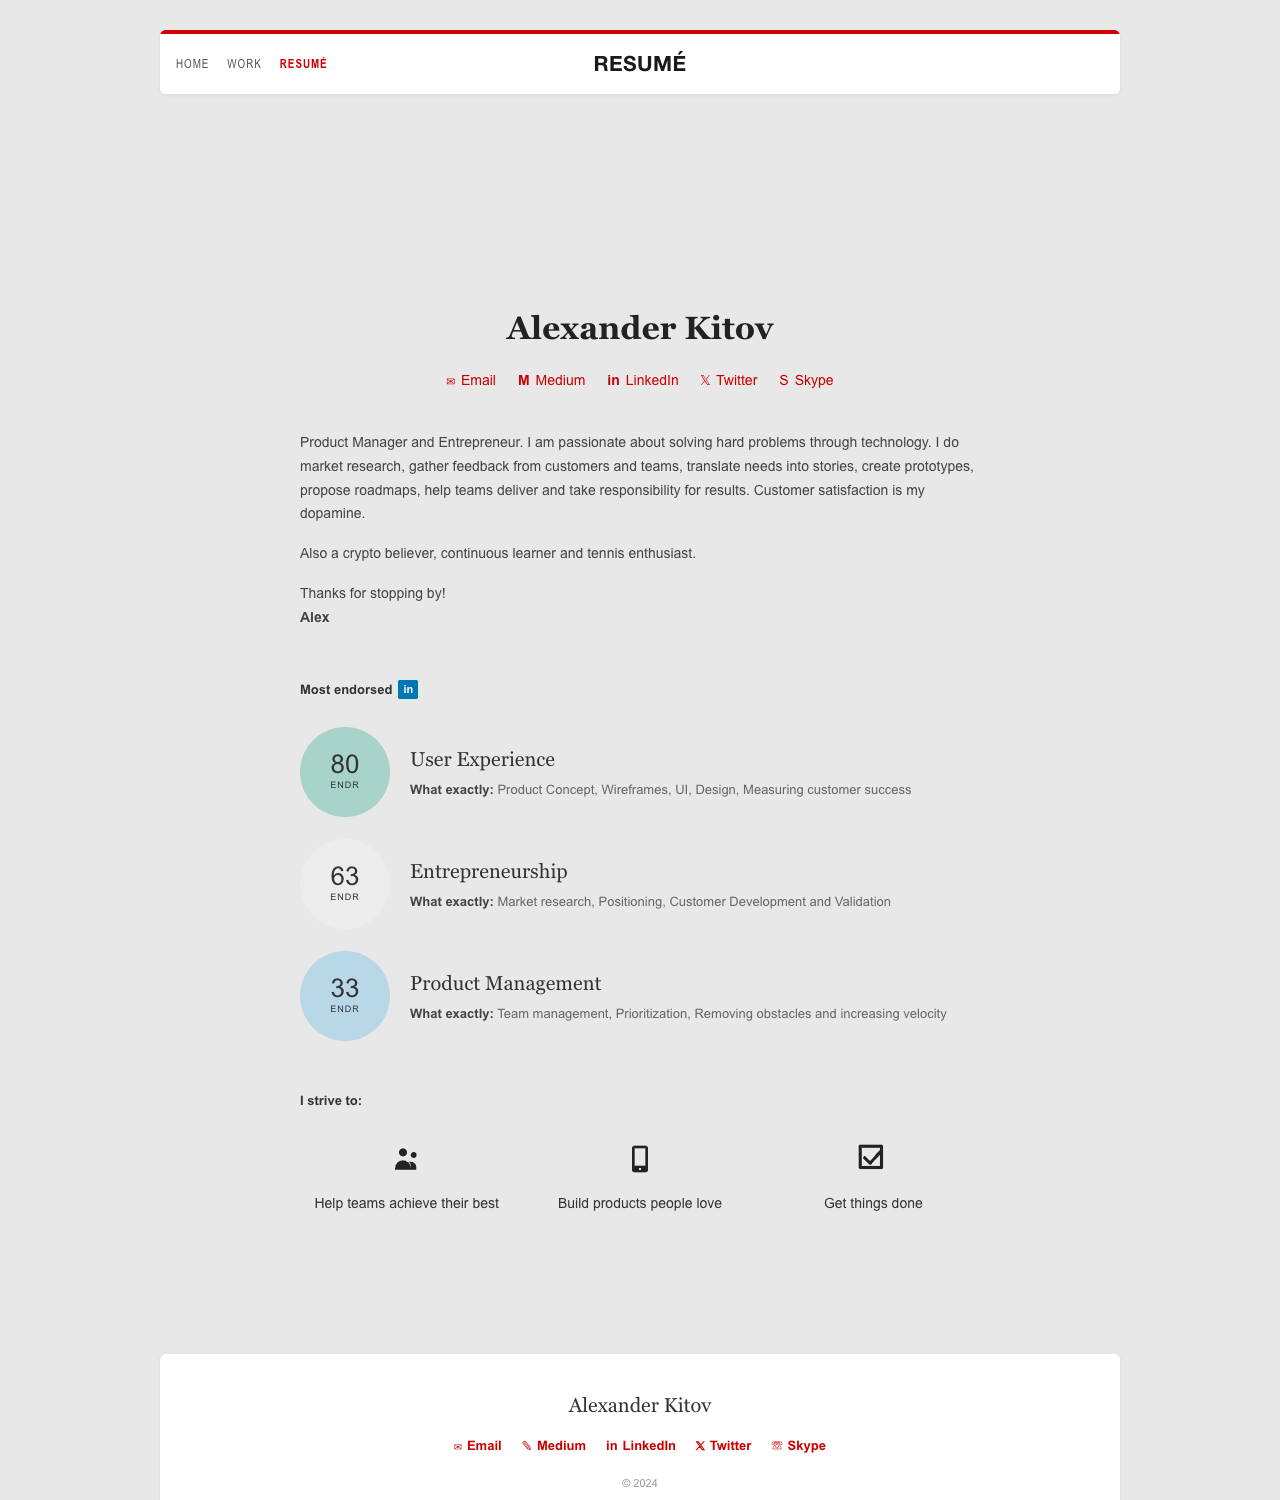 HOME WORK RESUMÉ
RESUMÉ
Alexander Kitov
✉ Email M Medium in LinkedIn 𝕏 Twitter S Skype
Product Manager and Entrepreneur. I am passionate about solving hard problems through technology. I do
market research, gather feedback from customers and teams, translate needs into stories, create prototypes,
propose roadmaps, help teams deliver and take responsibility for results. Customer satisfaction is my
dopamine.
Also a crypto believer, continuous learner and tennis enthusiast.
Thanks for stopping by!
Alex
Most endorsed in
80
ENDR
User Experience
What exactly: Product Concept, Wireframes, UI, Design, Measuring customer success
63
ENDR
Entrepreneurship
What exactly: Market research, Positioning, Customer Development and Validation
33
ENDR
Product Management
What exactly: Team management, Prioritization, Removing obstacles and increasing velocity
I strive to:
Help teams achieve their best
Build products people love
Get things done
Alexander Kitov
✉ Email ✎ Medium in LinkedIn 𝕏 Twitter ☏ Skype
© 2024